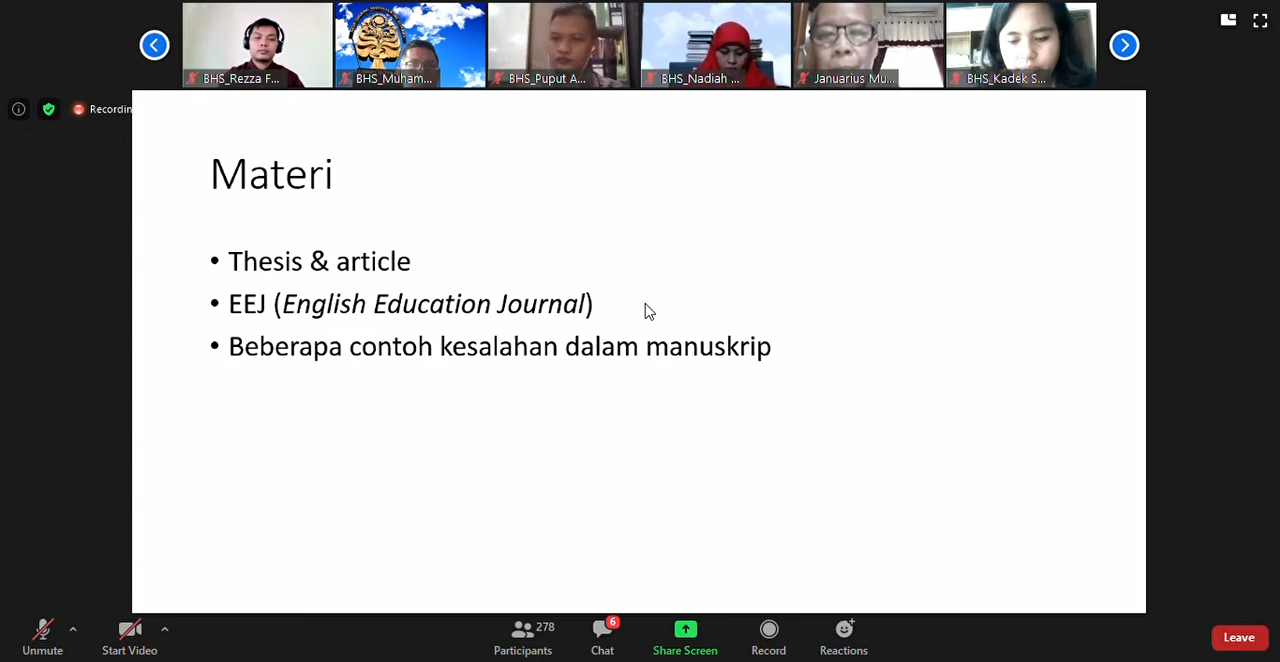 BHS_Rezza F...
BHS_Muham...
BHS_Puput A...
BHS_Nadiah ...
Januarius Mu...
BHS_Kadek S...
Recordin
Materi
• Thesis & article
• EEJ (English Education Journal)
• Beberapa contoh kesalahan dalam manuskrip
Unmute
Start Video
278
Participants
6
Chat
Share Screen
Record
Reactions
Leave